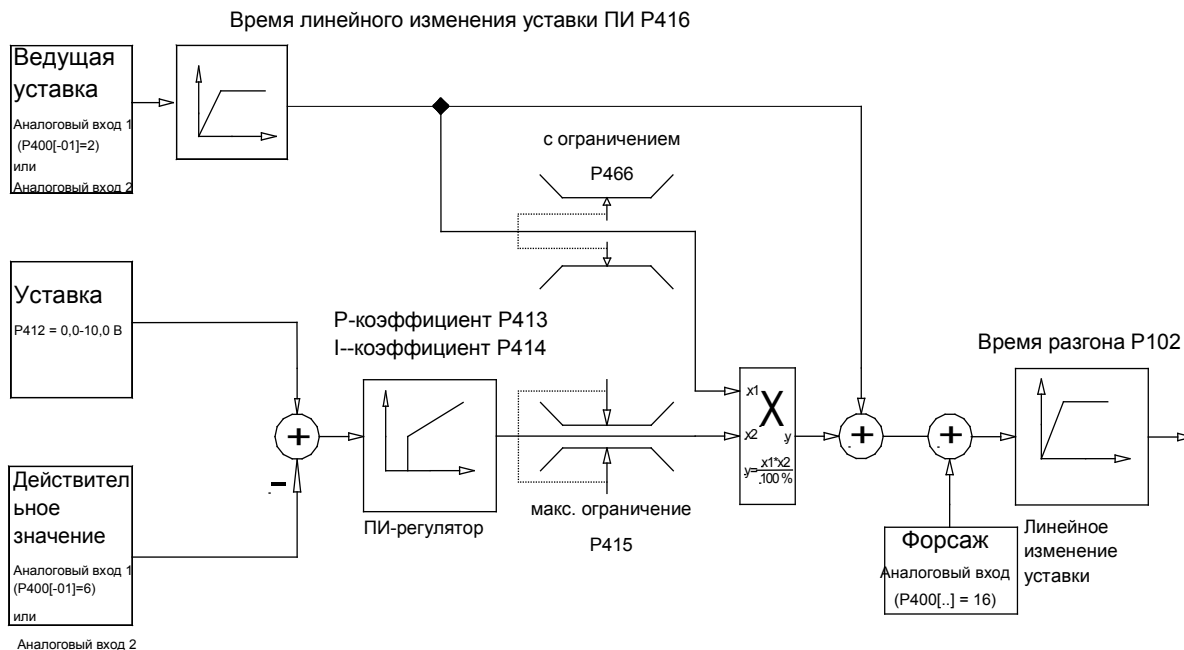 Время линейного изменения уставки ПИ P416
Ведущая
уставка
Аналоговый вход 1
(P400[-01]=2)
или
Аналоговый вход 2
с ограничением
P466
Уставка
P412 = 0,0-10,0 В
P-коэффициент P413
I--коэффициент P414
Время разгона P102
x1
X
x2
y
y=x1*x2
100 %
Действител
ьное
значение
Аналоговый вход 1
(P400[-01]=6)
или
Аналоговый вход 2
ПИ-регулятор
макс. ограничение
P415
Форсаж
Аналоговый вход
(P400[..] = 16)
Линейное
изменение
уставки